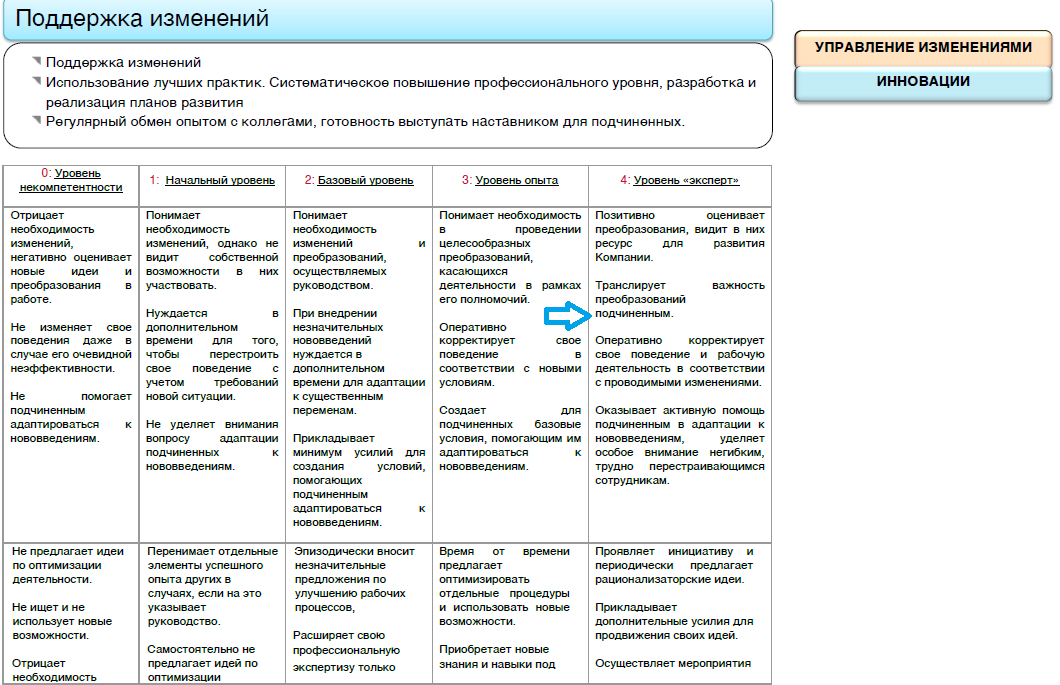 Поддержка изменений
УПРАВЛЕНИЕ ИЗМЕНЕНИЯМИ
ИННОВАЦИИ
Поддержка изменений
Использование лучших практик. Систематическое повышение профессионального уровня, разработка и
реализация планов развития
Регулярный обмен опытом с коллегами, готовность выступать наставником для подчиненных.
0: Уровень
некомпетентности
1: Начальный уровень
2: Базовый уровень
3: Уровень опыта
4: Уровень «эксперт»
Отрицает
необходимость
изменений,
негативно оценивает
новые идеи и
преобразования в
работе.
Не изменяет свое
поведения даже в
случае его очевидной
неэффективности.
Не помогает
подчиненным
адаптироваться к
нововведениям.
Понимает
необходимость
изменений, однако не
видит собственной
возможности в них
участвовать.
Нуждается в
дополнительном
времени для того,
чтобы перестроить
свое поведение с
учетом требований
новой ситуации.
Не уделяет внимания
вопросу адаптации
подчиненных к
нововведениям.
Понимает
необходимость
изменений и
преобразований,
осуществляемых
руководством.
При внедрении
незначительных
нововведений
нуждается в
дополнительном
времени для адаптации
к существенным
переменам.
Прикладывает
минимум усилий для
создания условий,
помогающих
подчиненным
адаптироваться к
нововведениям.
Понимает необходимость
в проведении
целесообразных
преобразований,
касающихся
деятельности в рамках
его полномочий.
Оперативно
корректирует свое
поведение в
соответствии с новыми
условиям.
Создает для
подчиненных базовые
условия, помогающим им
адаптироваться к
нововведениям.
Позитивно оценивает
преобразования, видит в них
ресурс для развития
Компании.
Транслирует важность
преобразований
подчиненным.
Оперативно корректирует
свое поведение и рабочую
деятельность в соответствии
с проводимыми изменениями.
Оказывает активную помощь
подчиненным в адаптации к
нововведениям, уделяет
особое внимание негибким,
трудно перестраивающимся
сотрудникам.
Не предлагает идеи
по оптимизации
деятельности.
Не ищет и не
использует новые
возможности.
Отрицает
необходимость
Перенимает отдельные
элементы успешного
опыта других в
случаях, если на это
указывает
руководство.
Самостоятельно не
предлагает идей по
оптимизации
Эпизодически вносит
незначительные
предложения по
улучшению рабочих
процессов,
Расширяет свою
профессиональную
экспертизу только
Время от времени
предлагает
оптимизировать
отдельные процедуры
и использовать новые
возможности.
Приобретает новые
знания и навыки под
Проявляет инициативу и
периодически предлагает
рационализаторские идеи.
Прикладывает
дополнительные усилия для
продвижения своих идей.
Осуществляет мероприятия